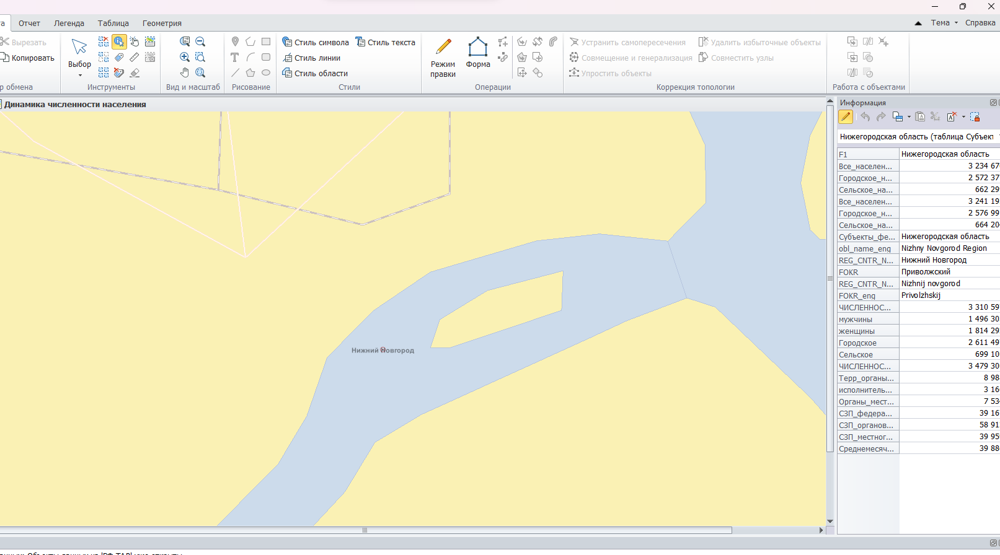 Отчет Легенда Таблица Геометрия Тема Справка
Вырезать
Копировать
Выбор
Стиль символа Стиль текста
Стиль линии
Стиль области
Режим правки
Форма
Устранить самопересечения Удалить избыточные объекты
Совмещение и генерализация Совместить узлы
Упростить объекты
обмена Инструменты Вид и масштаб Рисование Стили Операции Коррекция топологии Работа с объектами
Динамика численности населения
Нижний Новгород
Информация
Нижегородская область (таблица Субъект
F1 Нижегородская область
Все_населен... 3 234 67
Городское_н... 2 572 37
Сельское_на... 662 29
Все_населен... 3 241 19
Городское_н... 2 576 99
Сельское_на... 664 20
Субъекты_фе... Нижегородская область
obl_name_eng Nizhny Novgorod Region
REG_CNTR_N... Нижний Новгород
FOKR Приволжский
REG_CNTR_N... Nizhnij novgorod
FOKR_eng Privolzhskij
ЧИСЛЕННОС... 3 310 59
мужчины 1 496 30
женщины 1 814 29
Городское 2 611 49
Сельское 699 10
ЧИСЛЕННОС... 3 479 30
Терр_органы... 8 98
исполнитель... 3 16
Органы_мест... 7 53
СЗП_федера... 39 16
СЗП_органов... 58 91
СЗП_местног... 39 95
Среднемесяч... 39 88